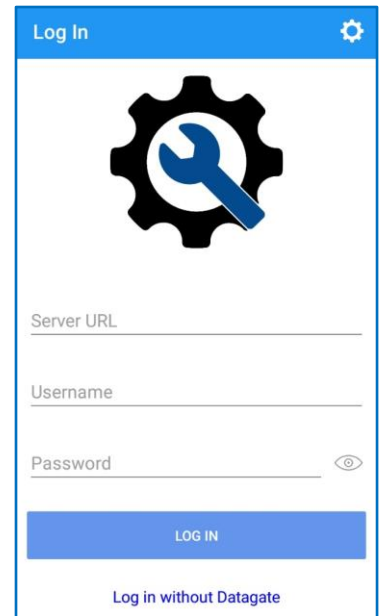 Log In
Server URL
Username
Password
LOG IN
Log in without Datagate